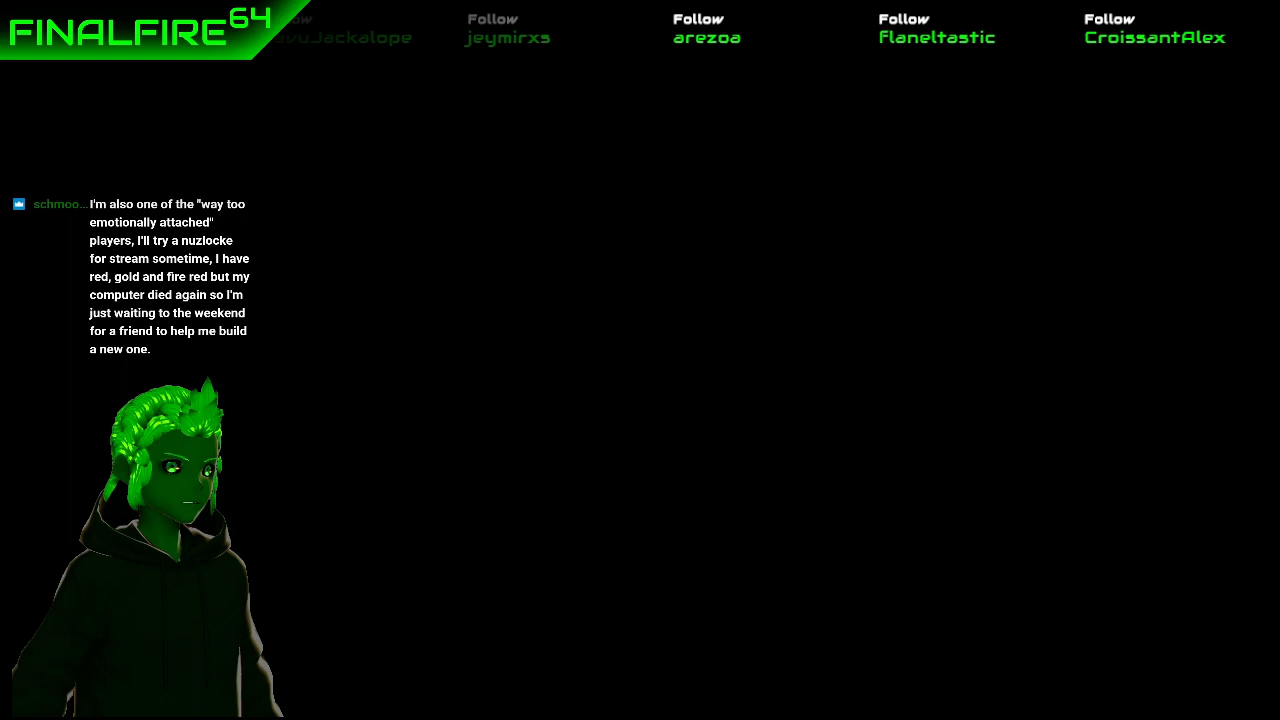 FINALFIRE64
Follow
jeymirxs
Follow
arezoa
Follow
flaneltastic
Follow
CroissantAlex
schmoo... I'm also one of the "way too
emotionally attached"
players, I'll try a nuzlocke
for stream sometime, I have
red, gold and fire red but my
computer died again so I'm
just waiting to the weekend
for a friend to help me build
a new one.